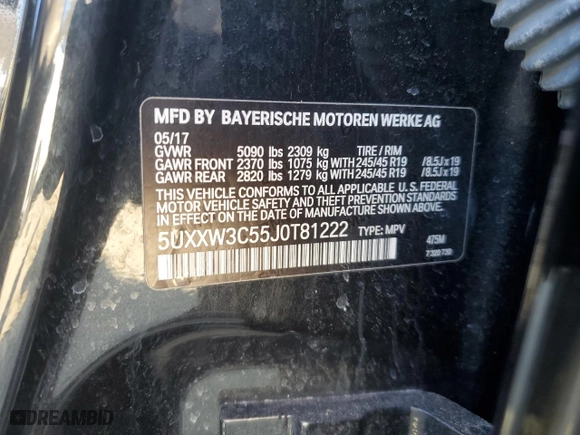 MFD BY BAYERISCHE MOTOREN WERKE AG
05/17
GVWR 5090 lbs 2309 kg TIRE / RIM
GAWR FRONT 2370 lbs 1075 kg WITH 245/45 R19 / 8.5J x 19
GAWR REAR 2820 lbs 1279 kg WITH 245/45 R19 / 8.5J x 19
THIS VEHICLE CONFORMS TO ALL APPLICABLE U. S. FEDERAL
MOTOR VEHICLE SAFETY AND THEFT PREVENTION STANDARDS
IN EFFECT ON THE DATE OF MANUFACTURE SHOWN ABOVE.
5UXXW3C55J0T81222 TYPE: MPV 475M
7 320 730
DREAMBID